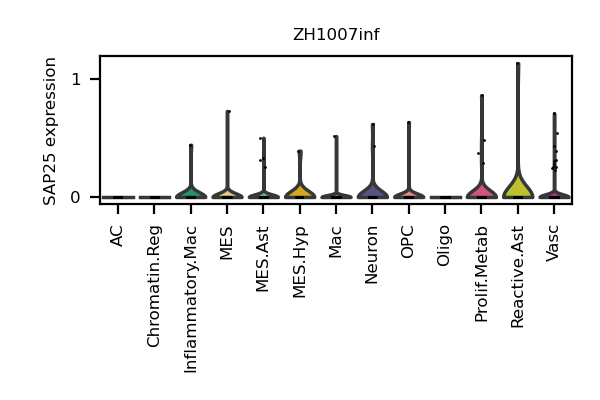 ZH1007inf
SAP25 expression
1
0
AC
Chromatin.Reg
Inflammatory.Mac
MES
MES.Ast
MES.Hyp
Mac
Neuron
OPC
Oligo
Prolif.Metab
Reactive.Ast
Vasc